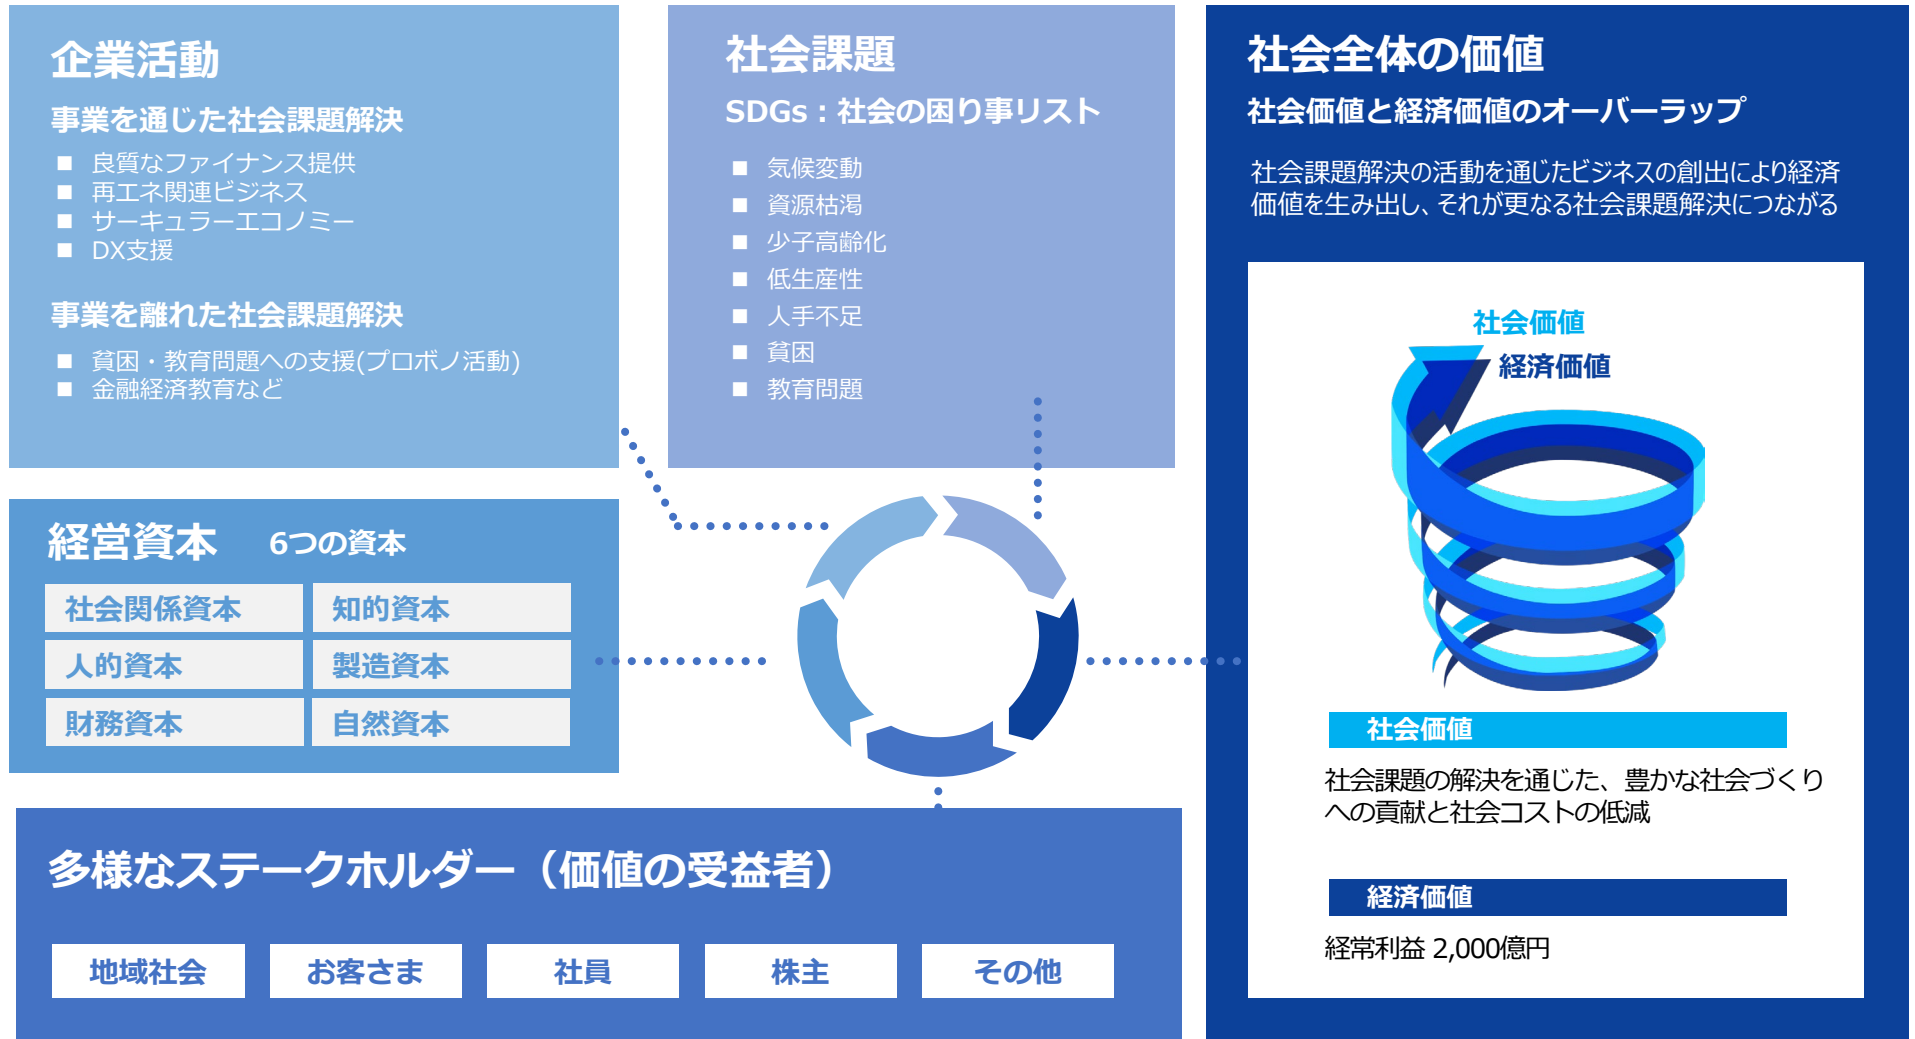 企業活動
事業を通じた社会課題解決
■ 良質なファイナンス提供
■ 再エネ関連ビジネス
■ サーキュラーエコノミー
■ DX支援
事業を離れた社会課題解決
■ 貧困・教育問題への支援(プロボノ活動)
■ 金融経済教育など
社会課題
SDGs：社会の困り事リスト
■ 気候変動
■ 資源枯渇
■ 少子高齢化
■ 低生産性
■ 人手不足
■ 貧困
■ 教育問題
社会全体の価値
社会価値と経済価値のオーバーラップ
社会課題解決の活動を通じたビジネスの創出により経済
価値を生み出し、それが更なる社会課題解決につながる
社会価値
経済価値
社会価値
社会課題の解決を通じた、豊かな社会づくり
への貢献と社会コストの低減
経済価値
経常利益 2,000億円
経営資本 6つの資本
社会関係資本 知的資本
人的資本 製造資本
財務資本 自然資本
多様なステークホルダー（価値の受益者）
地域社会 お客さま 社員 株主 その他